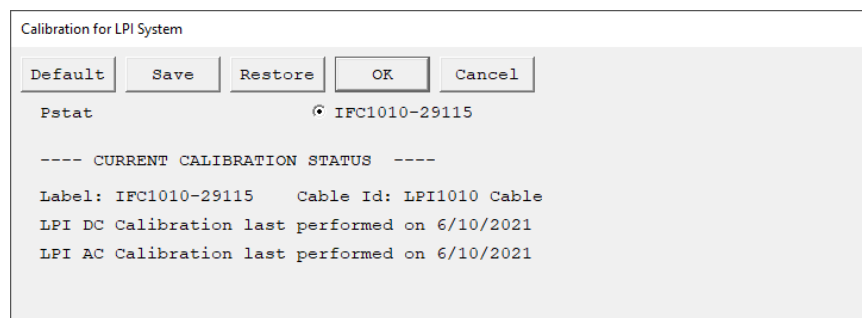 Calibration for LPI System
Default Save Restore OK Cancel
Pstat IFC1010-29115
---- CURRENT CALIBRATION STATUS ----
Label: IFC1010-29115 Cable Id: LPI1010 Cable
LPI DC Calibration last performed on 6/10/2021
LPI AC Calibration last performed on 6/10/2021